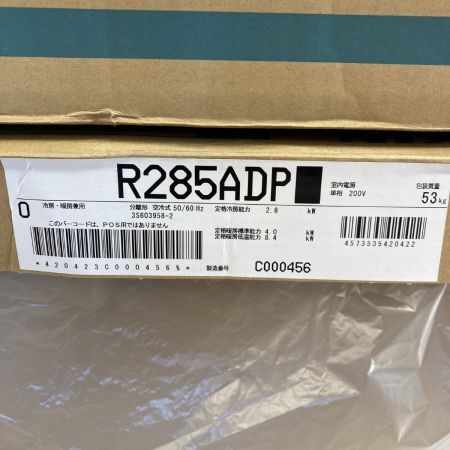 R285ADP■
O 冷房・暖房兼用
分離形 空冷式 50/60 Hz
3S603958-2
このバーコードは、POS用ではありません
定格冷房能力 2.8 kW
定格暖房標準能力 4.0 kW
定格暖房低温能力 8.4 kW
室内電源
単相 200V
包装質量
53kg
4573535420422
*420423C000456%*
製造番号 C000456